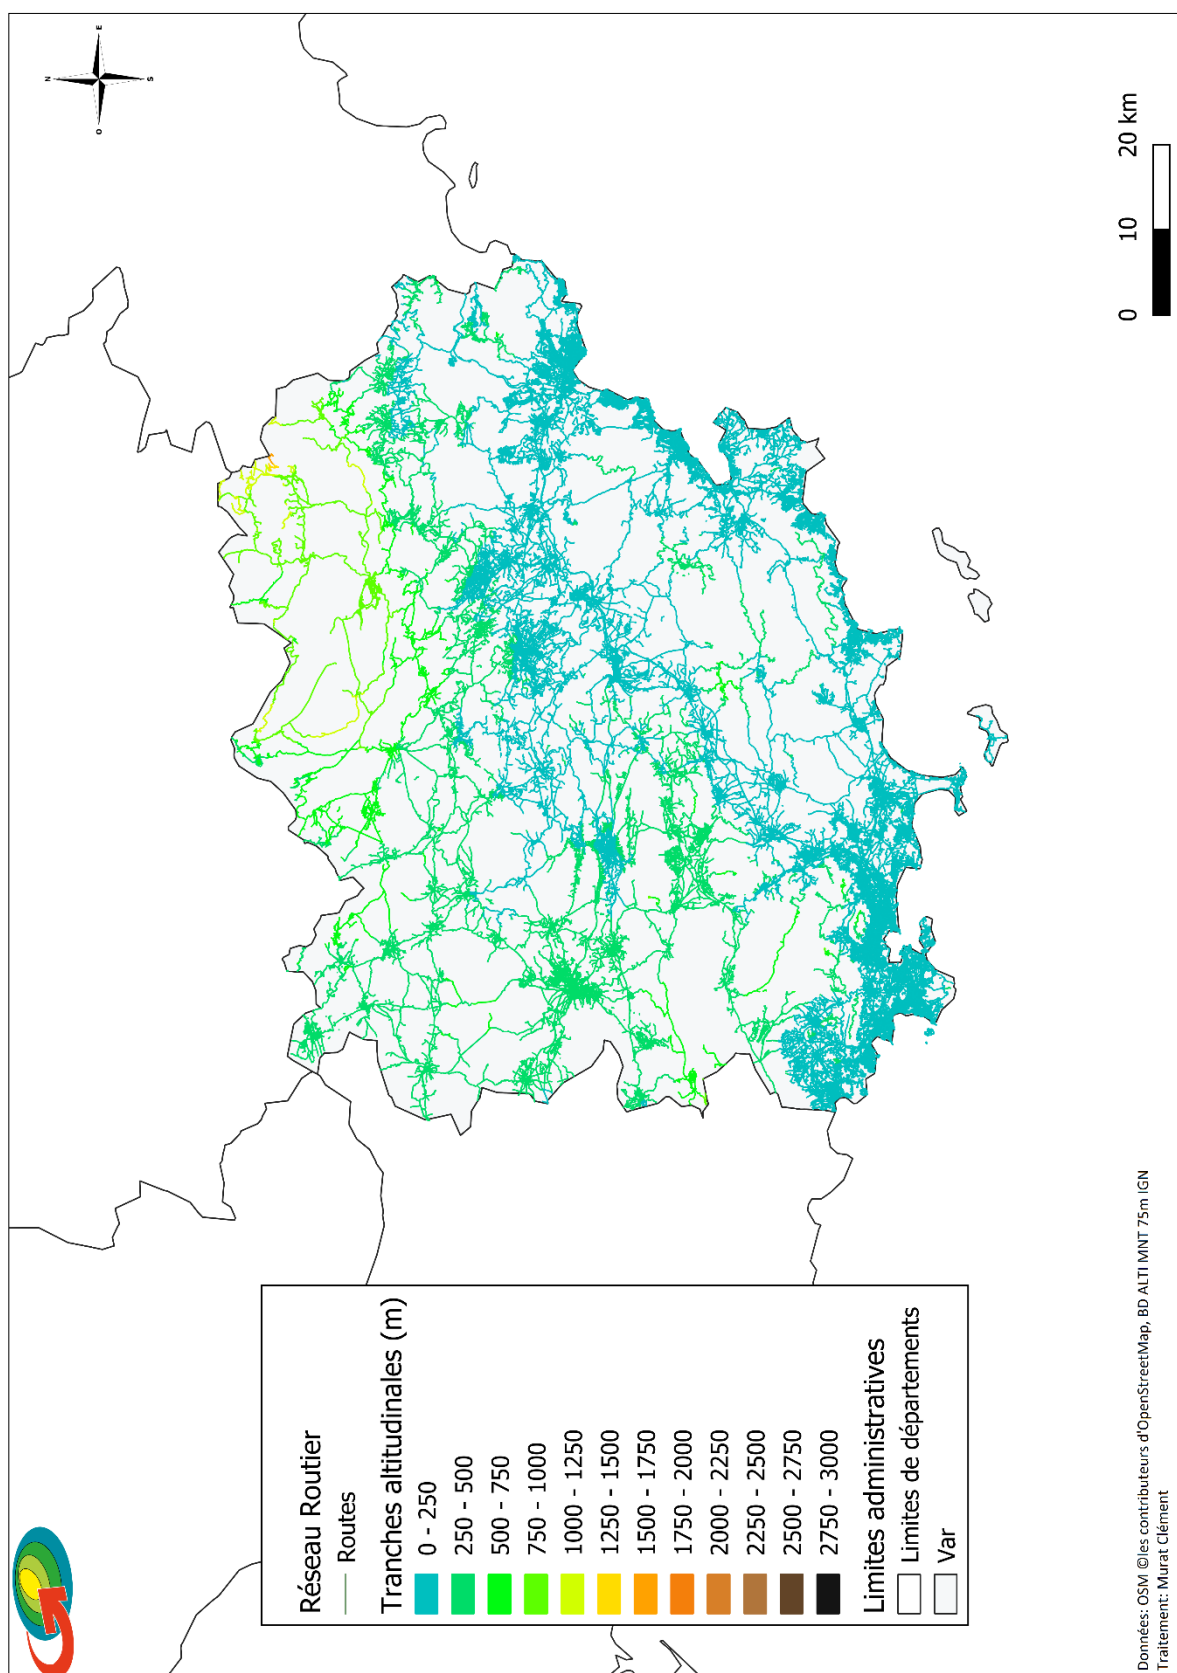 N
E
S
O
Réseau Routier
Routes
Tranches altitudinales (m)
0 - 250
250 - 500
500 - 750
750 - 1000
1000 - 1250
1250 - 1500
1500 - 1750
1750 - 2000
2000 - 2250
2250 - 2500
2500 - 2750
2750 - 3000
Limites administratives
Limites de départements
Var
0 10 20 km
Données: OSM ©les contributeurs d'OpenStreetMap, BD ALTI MNT 75m IGN
Traitement: Murat Clément